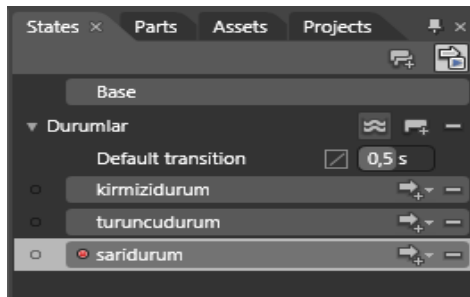 States × Parts Assets Projects ×
Base
Durumlar
Default transition 0,5 s
kirmizidurum
turuncudurum
saridurum